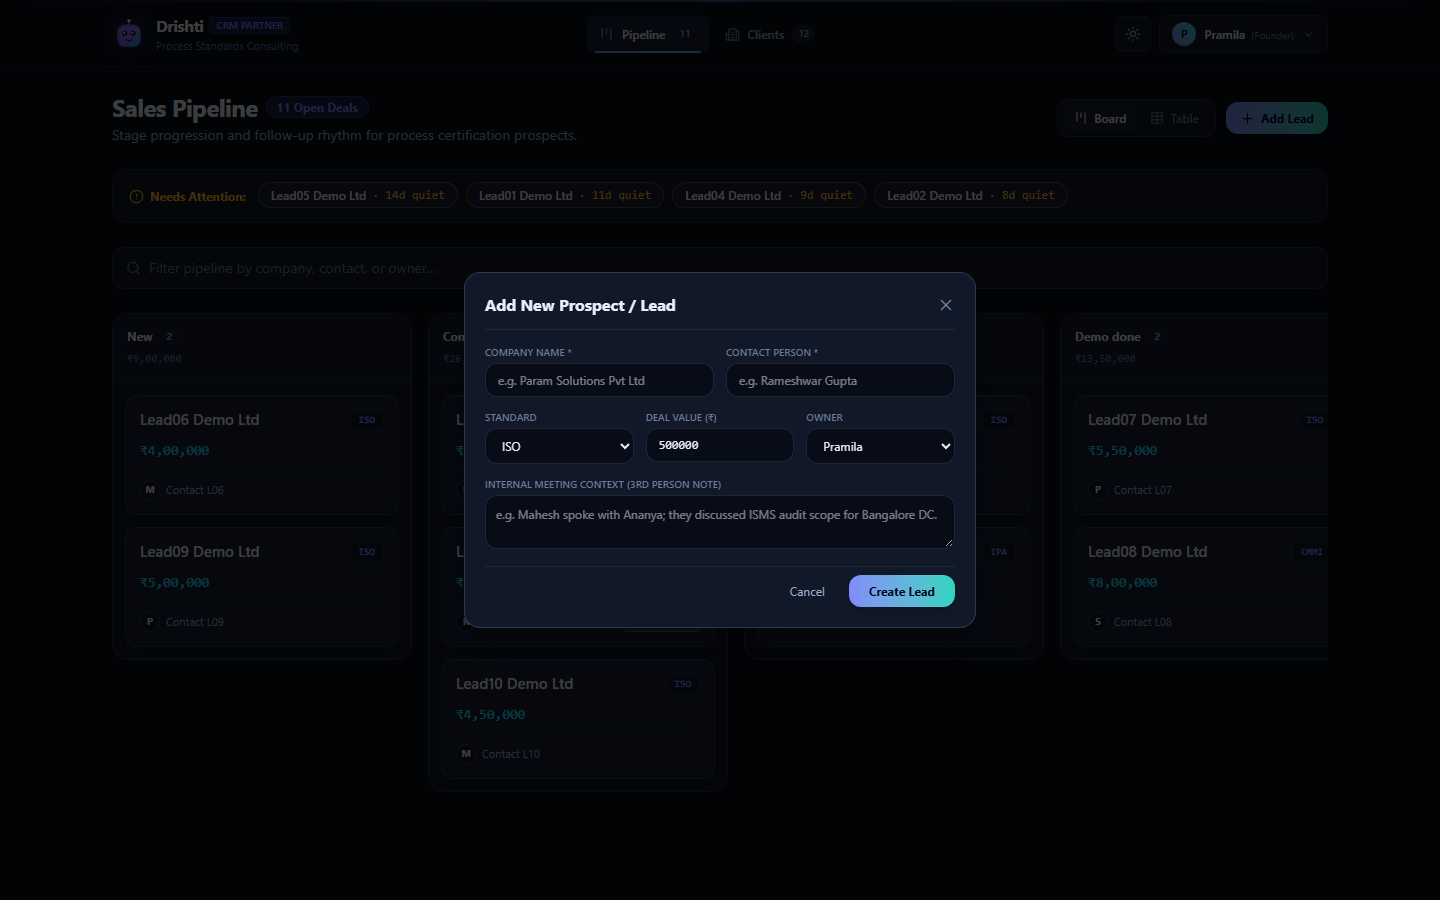 Drishti CRM PARTNER
Process Standards Consulting
Pipeline 11
Clients 12
P Pramila (Founder)
Sales Pipeline 11 Open Deals
Stage progression and follow-up rhythm for process certification prospects.
Board
Table
+ Add Lead
Needs Attention:
Lead05 Demo Ltd · 14d quiet
Lead01 Demo Ltd · 11d quiet
Lead04 Demo Ltd · 9d quiet
Lead02 Demo Ltd · 8d quiet
Filter pipeline by company, contact, or owner...
Add New Prospect / Lead
COMPANY NAME *
e.g. Param Solutions Pvt Ltd
CONTACT PERSON *
e.g. Rameshwar Gupta
STANDARD
ISO
DEAL VALUE (₹)
500000
OWNER
Pramila
INTERNAL MEETING CONTEXT (3RD PERSON NOTE)
e.g. Mahesh spoke with Ananya; they discussed ISMS audit scope for Bangalore DC.
Cancel
Create Lead
New 2
₹9,00,000
Lead06 Demo Ltd ISO
₹4,00,000
M Contact L06
Lead09 Demo Ltd ISO
₹5,00,000
P Contact L09
Lead10 Demo Ltd ISO
₹4,50,000
M Contact L10
ISO
IPA
Demo done 2
₹13,50,000
Lead07 Demo Ltd ISO
₹5,50,000
P Contact L07
Lead08 Demo Ltd CMMI
₹8,00,000
S Contact L08